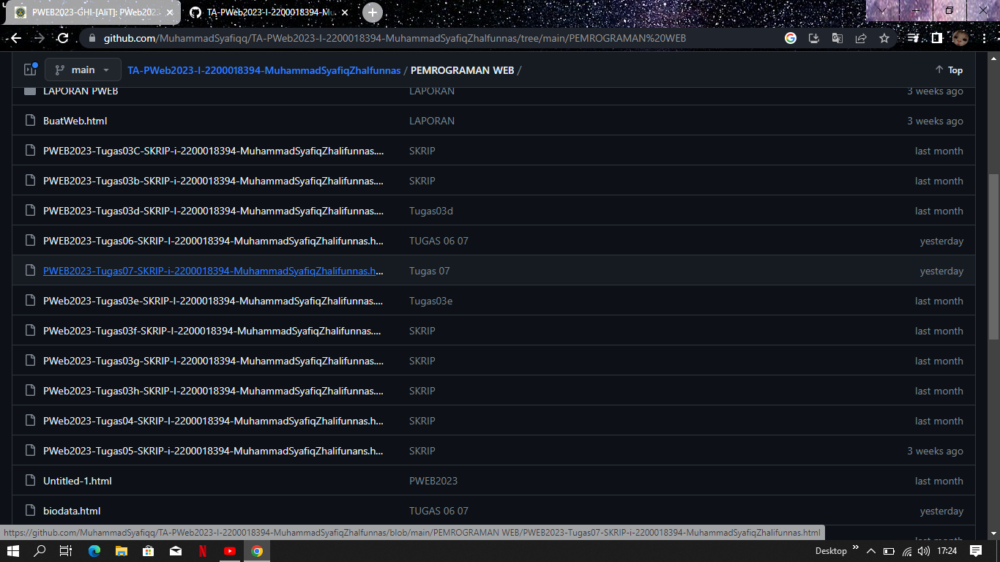 PWEB2023-GHI-[AliT]: PWeb202
TA-PWeb2023-I-2200018394-Mu
github.com/MuhammadSyafiqq/TA-PWeb2023-I-2200018394-MuhammadSyafiqZhalfunnas/tree/main/PEMROGRAMAN%20WEB
main TA-PWeb2023-I-2200018394-MuhammadSyafiqZhalfunnas / PEMROGRAMAN WEB / Top
LAPORAN PWEB LAPORAN 3 weeks ago
BuatWeb.html LAPORAN 3 weeks ago
PWEB2023-Tugas03C-SKRIP-i-2200018394-MuhammadSyafiqZhalifunnas.... SKRIP last month
PWEB2023-Tugas03b-SKRIP-i-2200018394-MuhammadSyafiqZhalifunnas.... SKRIP last month
PWEB2023-Tugas03d-SKRIP-I-2200018394-MuhammadSyafiqZhalifunnas.... Tugas03d last month
PWEB2023-Tugas06-SKRIP-I-2200018394-MuhammadSyafiqZhalifunnas.h... TUGAS 06 07 yesterday
PWEB2023-Tugas07-SKRIP-i-2200018394-MuhammadSyafiqZhalifunnas.h... Tugas 07 yesterday
PWeb2023-Tugas03e-SKRIP-I-2200018394-MuhammadSyafiqZhalifunnas.... Tugas03e last month
PWeb2023-Tugas03f-SKRIP-I-2200018394-MuhammadSyafiqZhalifunnas.... SKRIP last month
PWeb2023-Tugas03g-SKRIP-I-2200018394-MuhammadSyafiqZhalifunnas.... SKRIP last month
PWeb2023-Tugas03h-SKRIP-I-2200018394-MuhammadSyafiqZhalifunnas.... SKRIP last month
PWeb2023-Tugas04-SKRIP-I-2200018394-MuhammadSyafiqZhalifunnas.h... SKRIP last month
PWeb2023-Tugas05-SKRIP-i-2200018394-MuhammadSyafiqZhalifunans.h... SKRIP 3 weeks ago
Untitled-1.html PWEB2023 last month
biodata.html TUGAS 06 07 yesterday
https://github.com/MuhammadSyafiqq/TA-PWeb2023-I-2200018394-MuhammadSyafiqZhalfunnas/blob/main/PEMROGRAMAN WEB/PWEB2023-Tugas07-SKRIP-i-2200018394-MuhammadSyafiqZhalifunnas.html
last month
Desktop 17:24